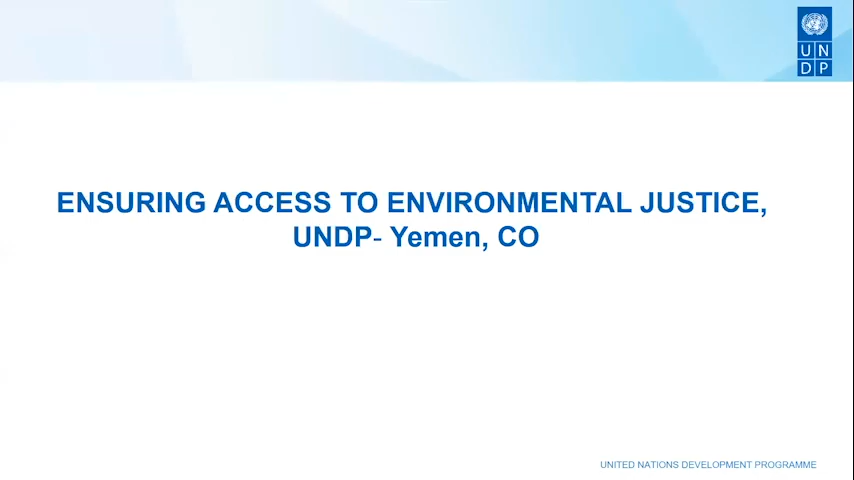 U N
D P
ENSURING ACCESS TO ENVIRONMENTAL JUSTICE,
UNDP- Yemen, CO
UNITED NATIONS DEVELOPMENT PROGRAMME